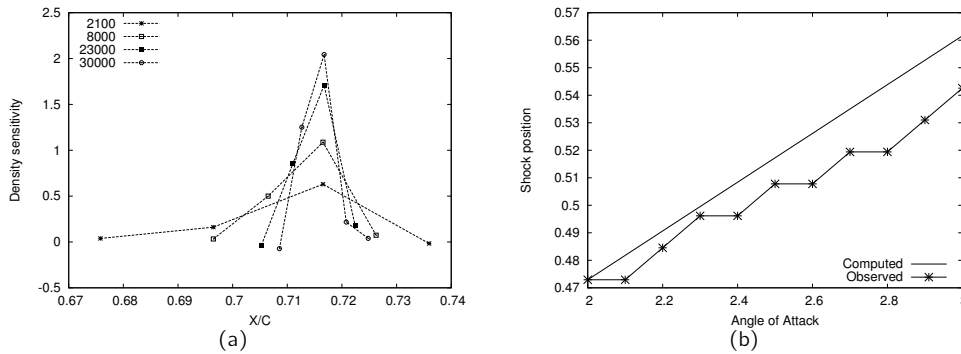 2100
8000
23000
30000
2.5
2
1.5
1
0.5
0
-0.5
Density sensitivity
0.67 0.68 0.69 0.7 0.71 0.72 0.73 0.74
X/C
(a)
0.57
0.56
0.55
0.54
0.53
0.52
0.51
0.5
0.49
0.48
0.47
Shock position
Computed
Observed
2 2.2 2.4 2.6 2.8 3
Angle of Attack
(b)